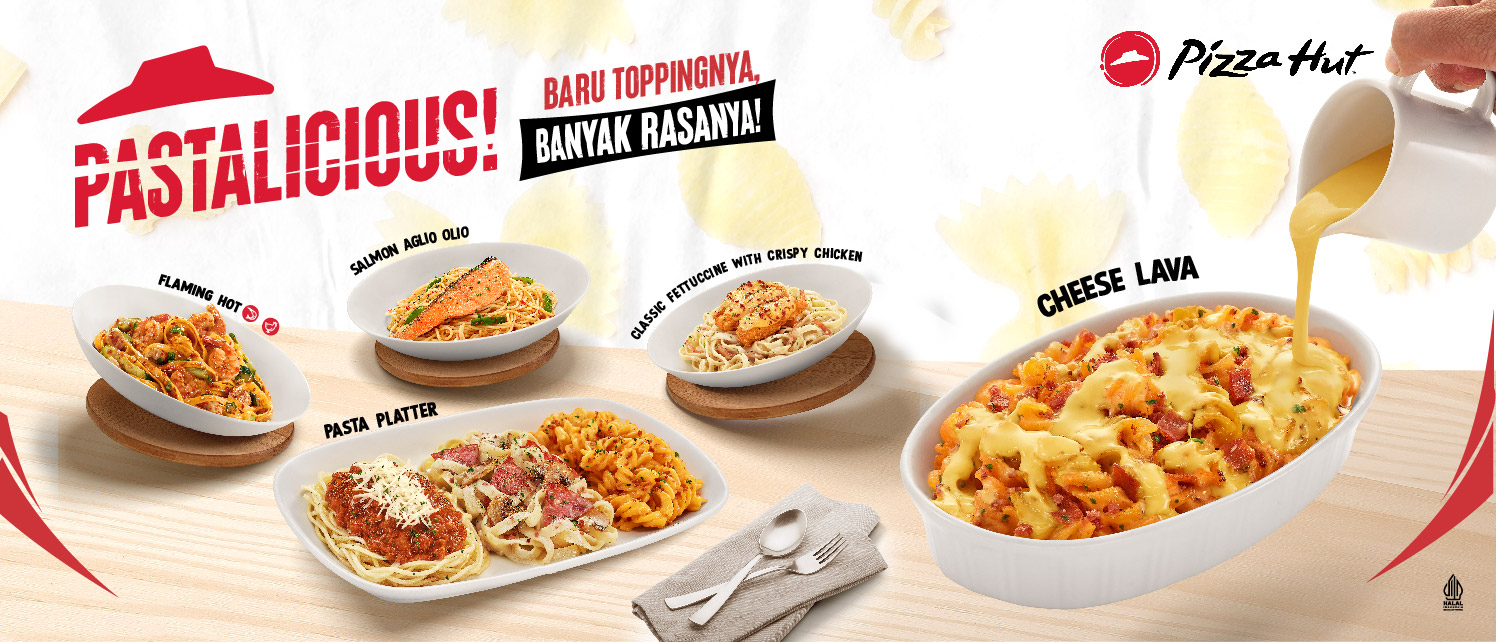 PASTALICIOUS!
BARU TOPPINGNYA,
BANYAK RASANYA!
Pizza Hut
FLAMING HOT
SALMON AGLIO OLIO
CLASSIC FETTUCCINE WITH CRISPY CHICKEN
CHEESE LAVA
PASTA PLATTER
HALAL
INDONESIA